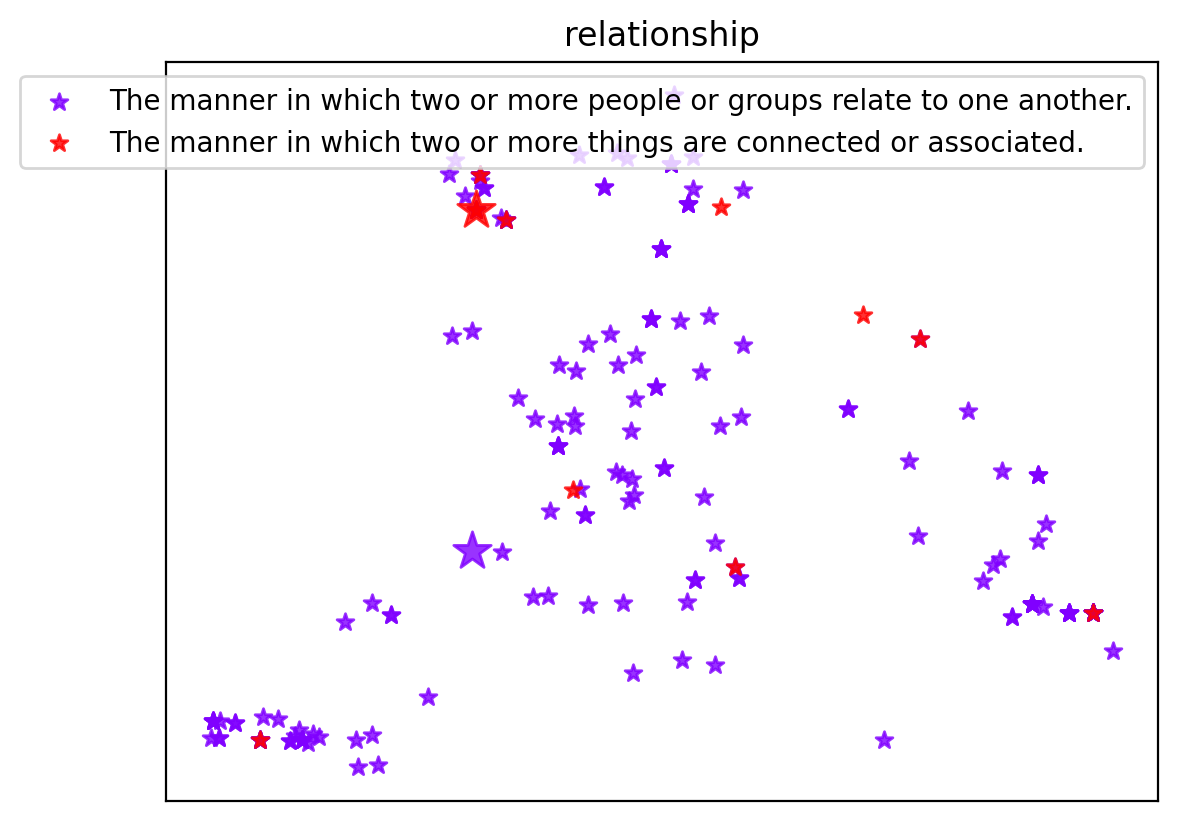 relationship
The manner in which two or more people or groups relate to one another.
The manner in which two or more things are connected or associated.